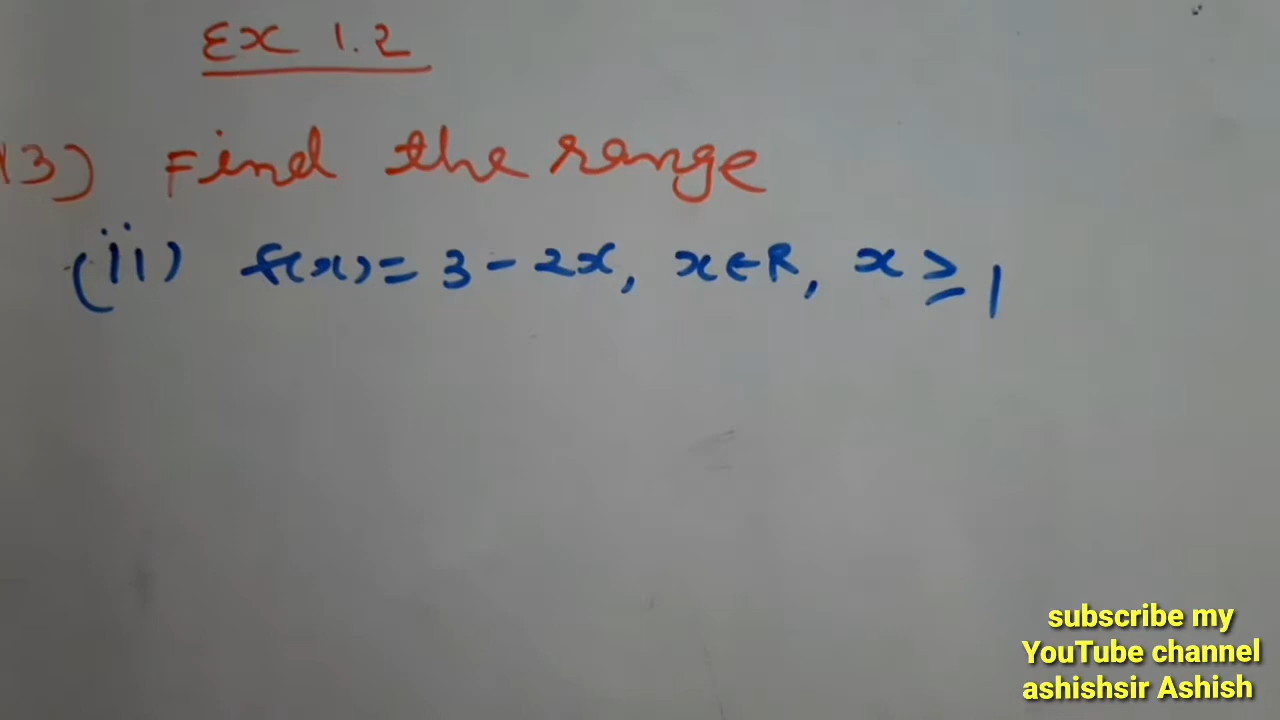 Ex 1.2
13) Find the range
(ii) f(x) = 3 - 2x, x ∈ R, x ≥ 1
subscribe my
YouTube channel
ashishsir Ashish